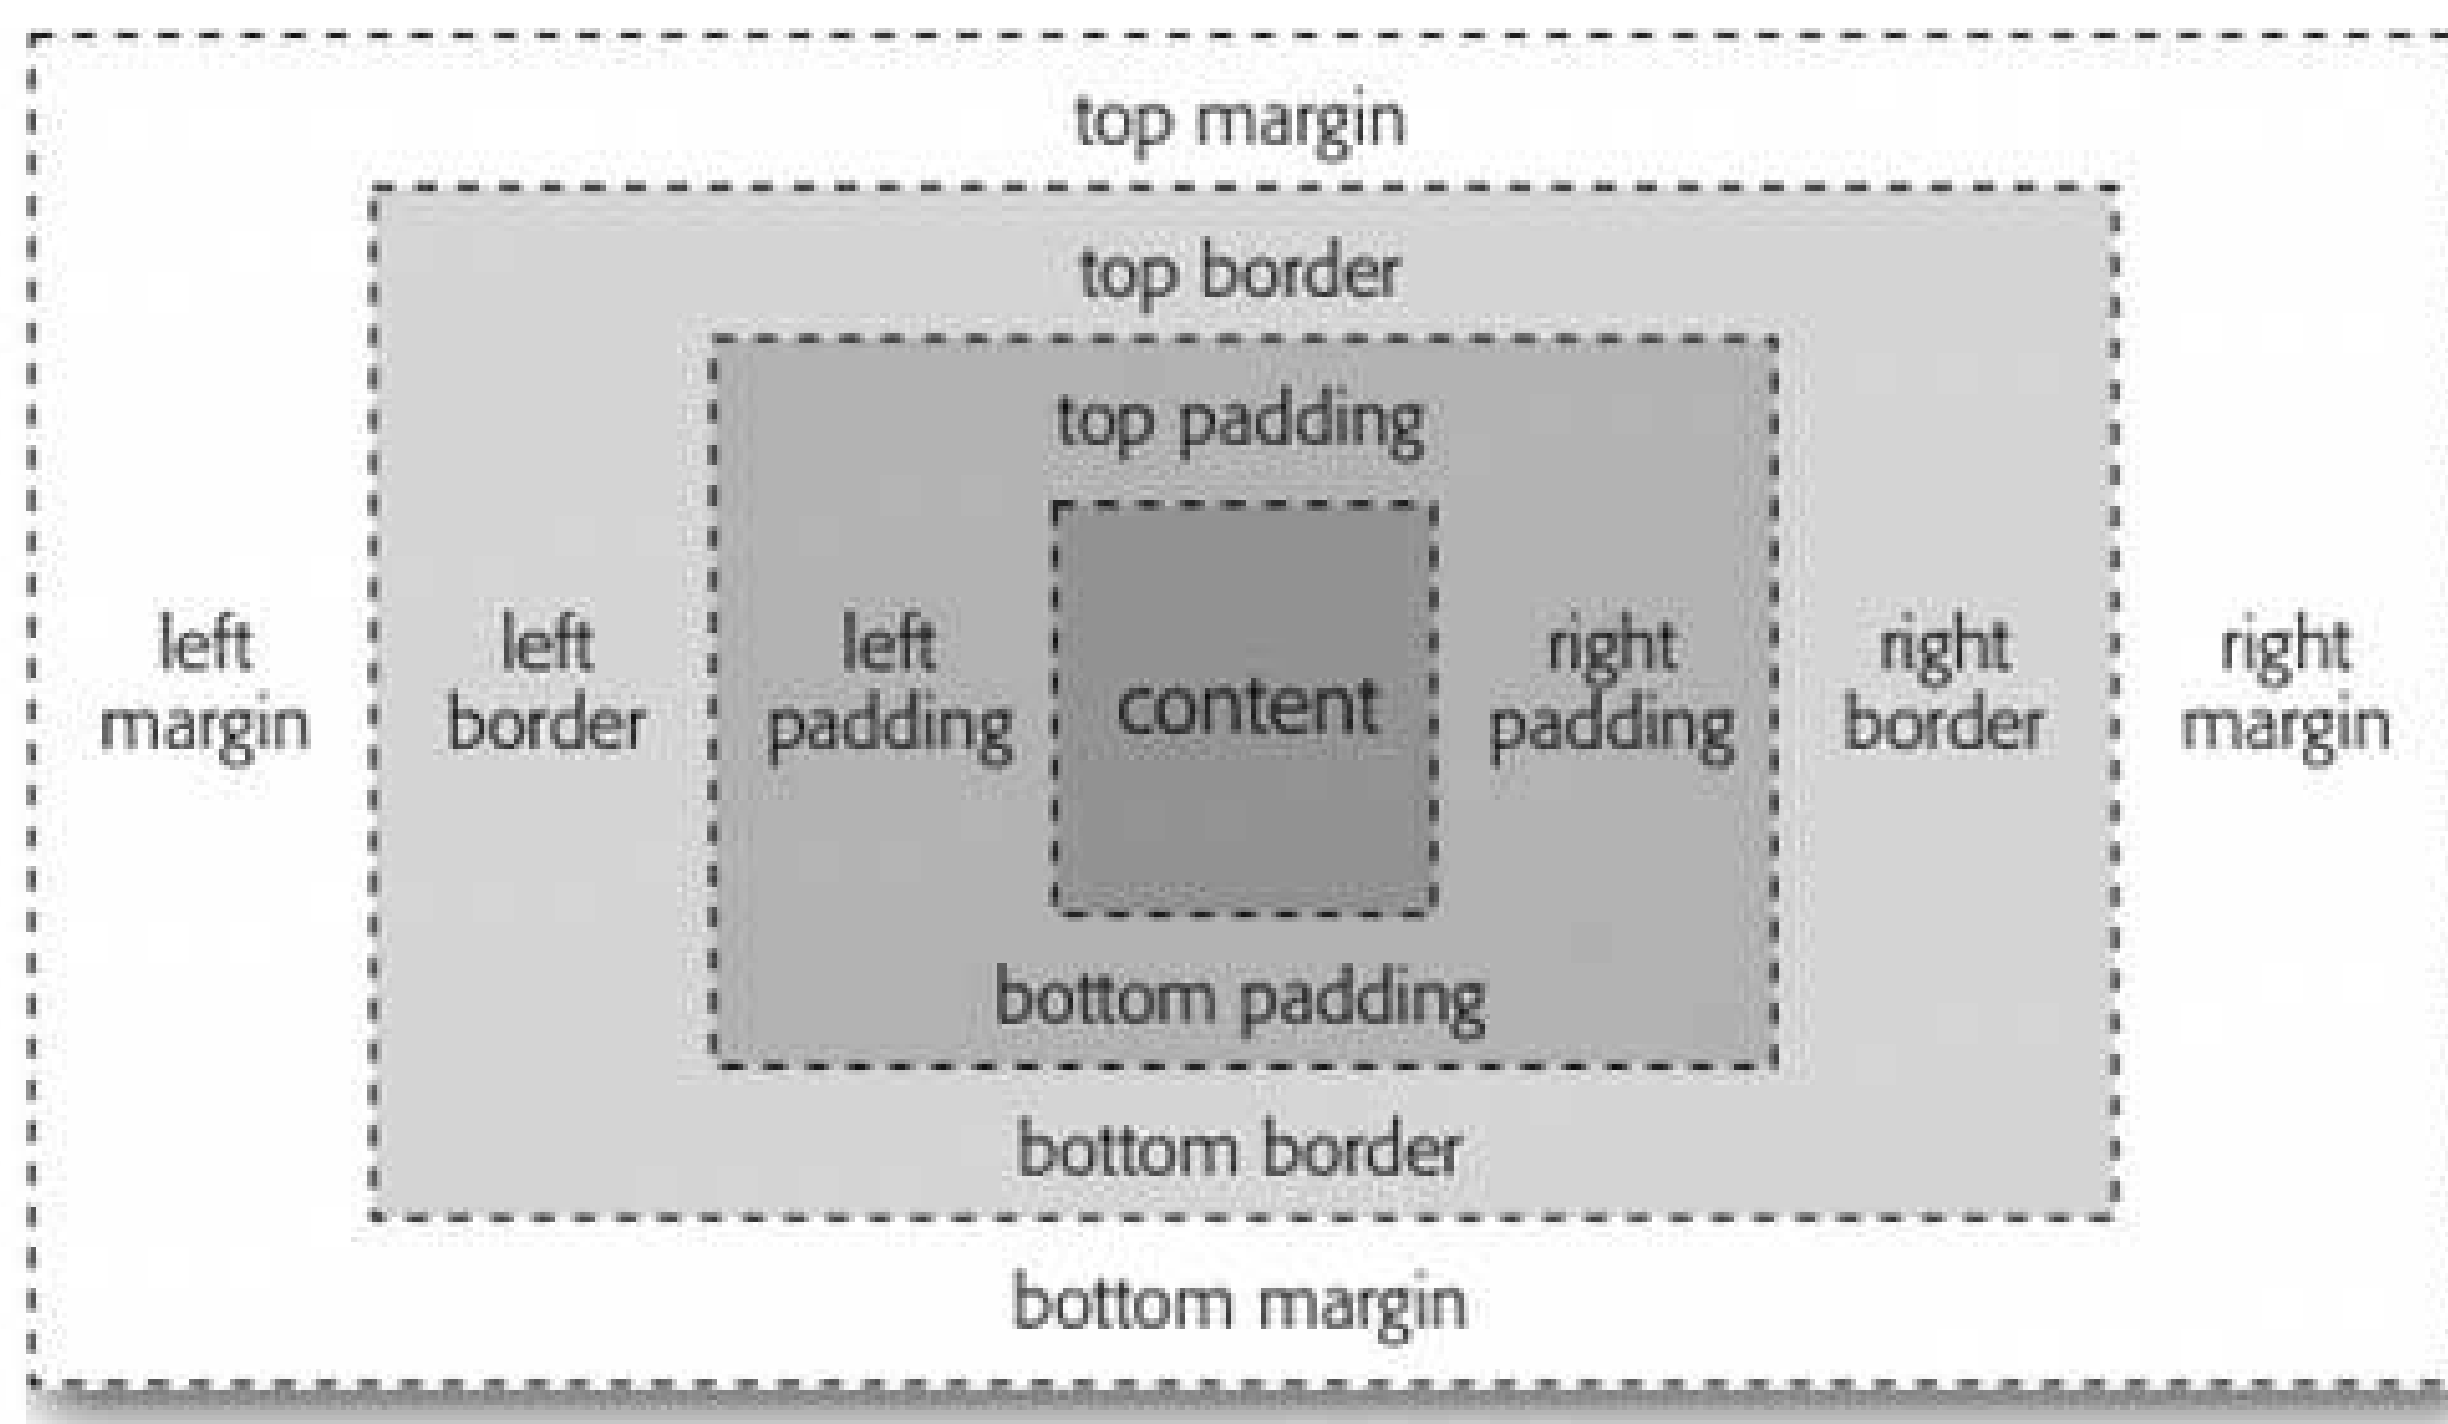 top margin
top border
top padding
left
margin
left
border
left
padding
content
right
padding
right
border
right
margin
bottom padding
bottom border
bottom margin